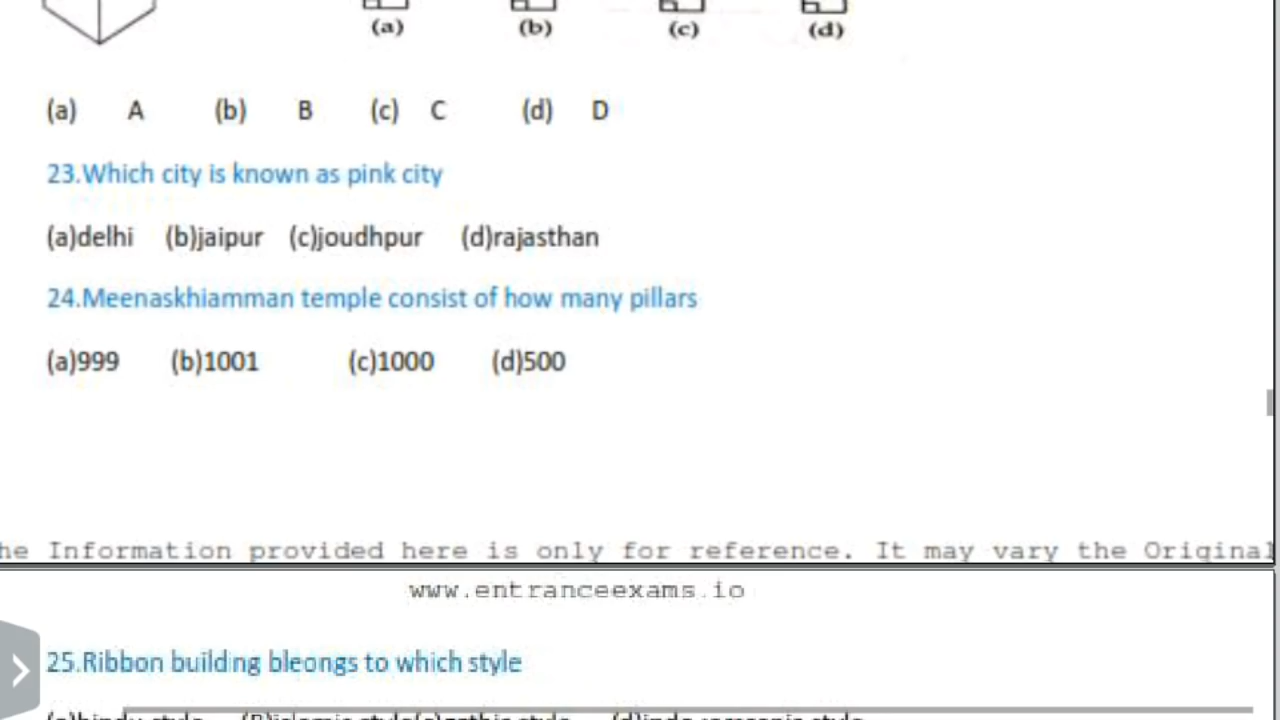 (a) (b) (c) (d)
(a) A (b) B (c) C (d) D
23.Which city is known as pink city
(a)delhi (b)jaipur (c)joudhpur (d)rajasthan
24.Meenaskhiamman temple consist of how many pillars
(a)999 (b)1001 (c)1000 (d)500
he Information provided here is only for reference. It may vary the Original
www.entranceexams.io
25.Ribbon building bleongs to which style